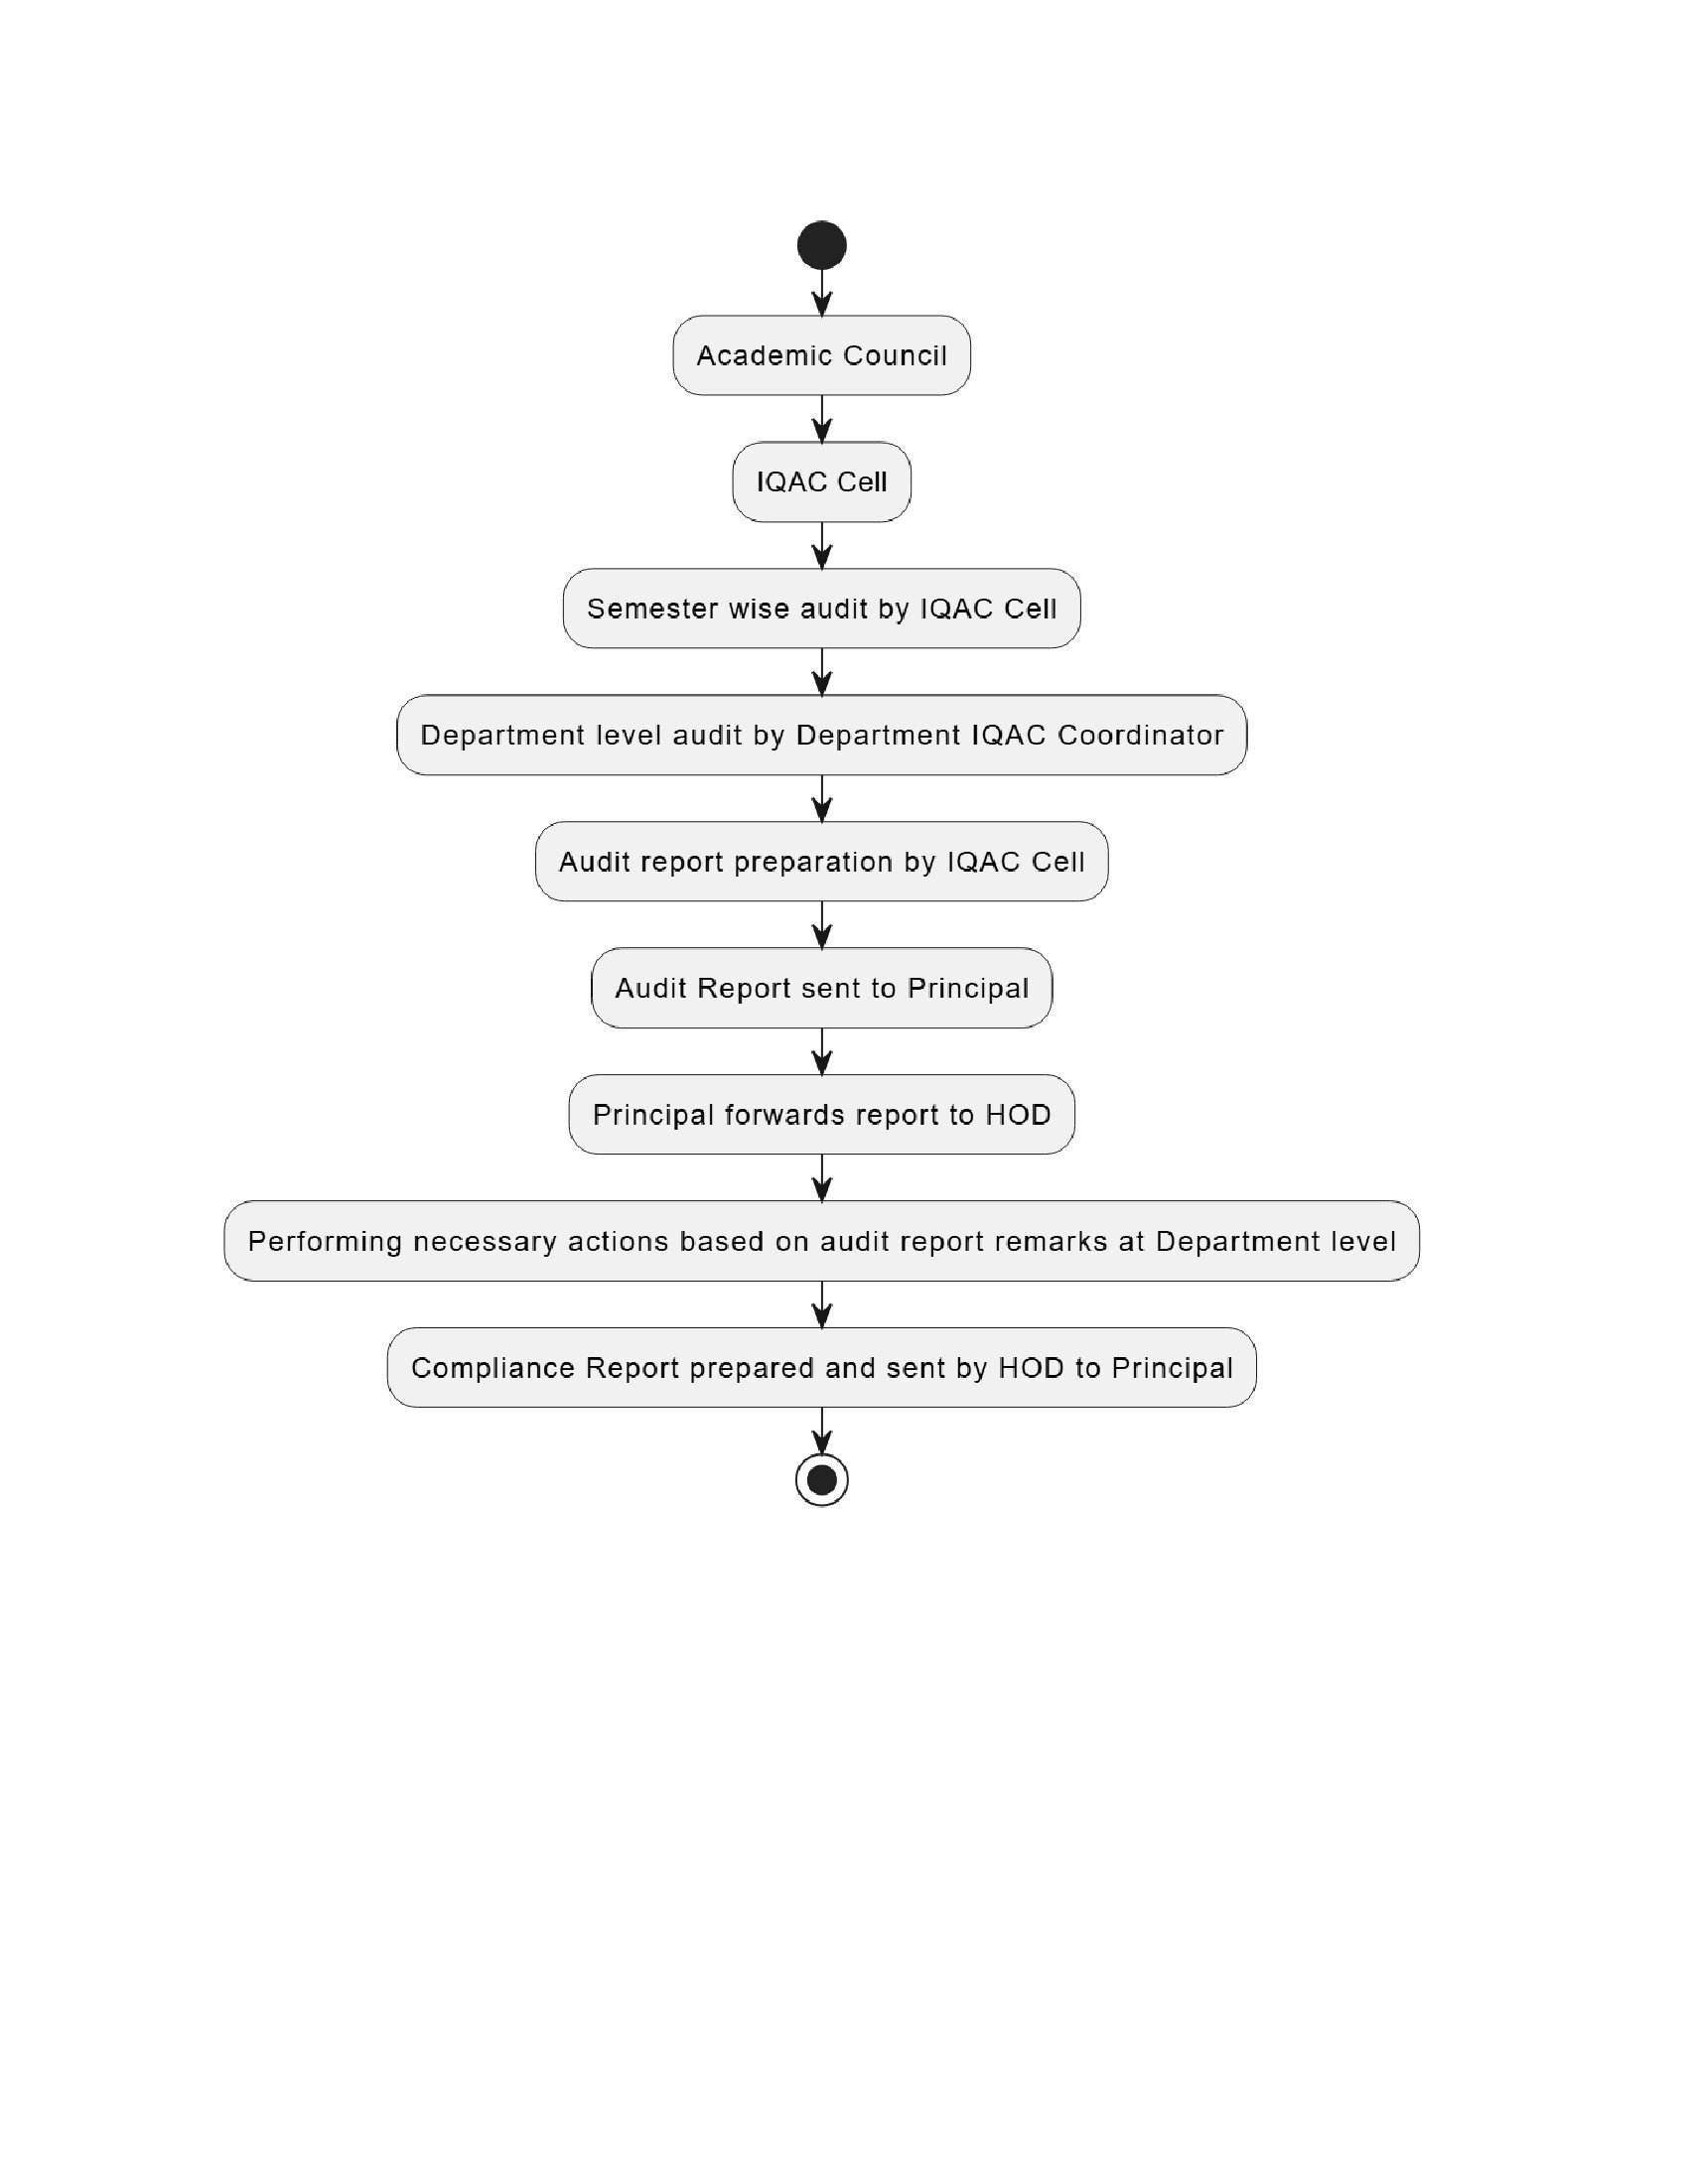 Academic Council
IQAC Cell
Semester wise audit by IQAC Cell
Department level audit by Department IQAC Coordinator
Audit report preparation by IQAC Cell
Audit Report sent to Principal
Principal forwards report to HOD
Performing necessary actions based on audit report remarks at Department level
Compliance Report prepared and sent by HOD to Principal